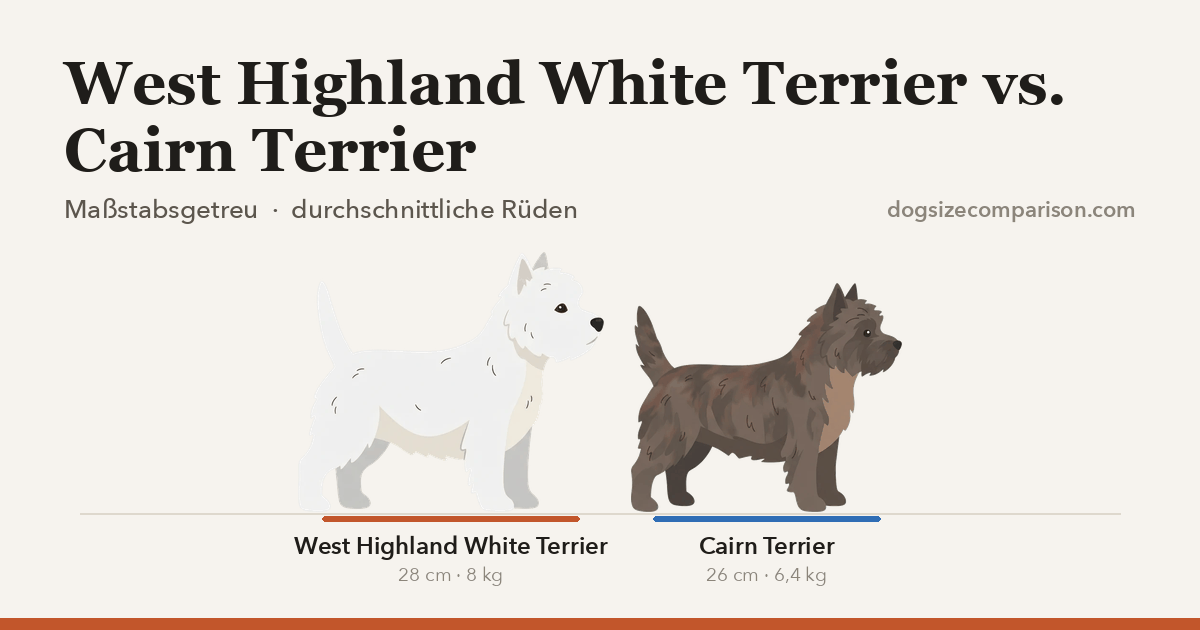 West Highland White Terrier vs.
Cairn Terrier
Maßstabsgetreu · durchschnittliche Rüden
dogsizecomparison.com
West Highland White Terrier
28 cm · 8 kg
Cairn Terrier
26 cm · 6,4 kg